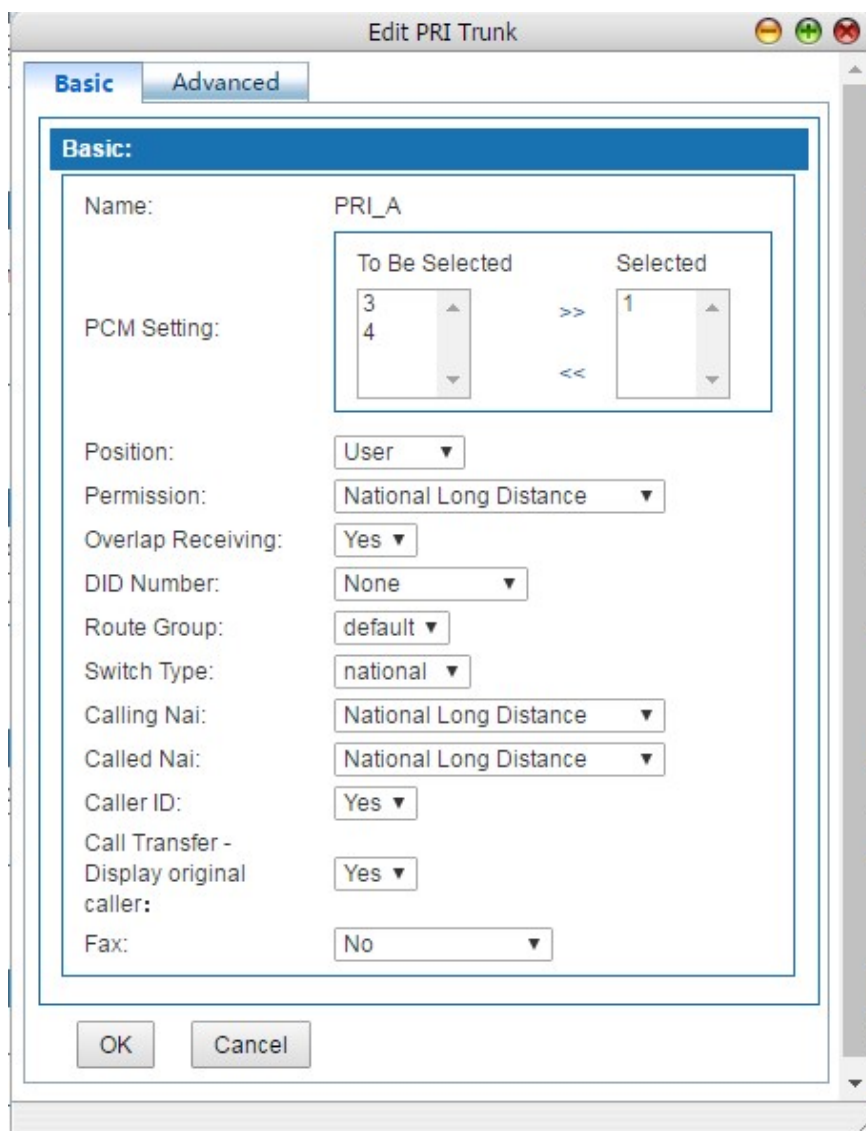 Edit PRI Trunk
Basic Advanced
Basic:
Name: PRI_A
To Be Selected Selected
PCM Setting:
3
4
>>
<<
1
Position: User
Permission: National Long Distance
Overlap Receiving: Yes
DID Number: None
Route Group: default
Switch Type: national
Calling Nai: National Long Distance
Called Nai: National Long Distance
Caller ID: Yes
Call Transfer -
Display original
caller:
Yes
Fax: No
OK Cancel